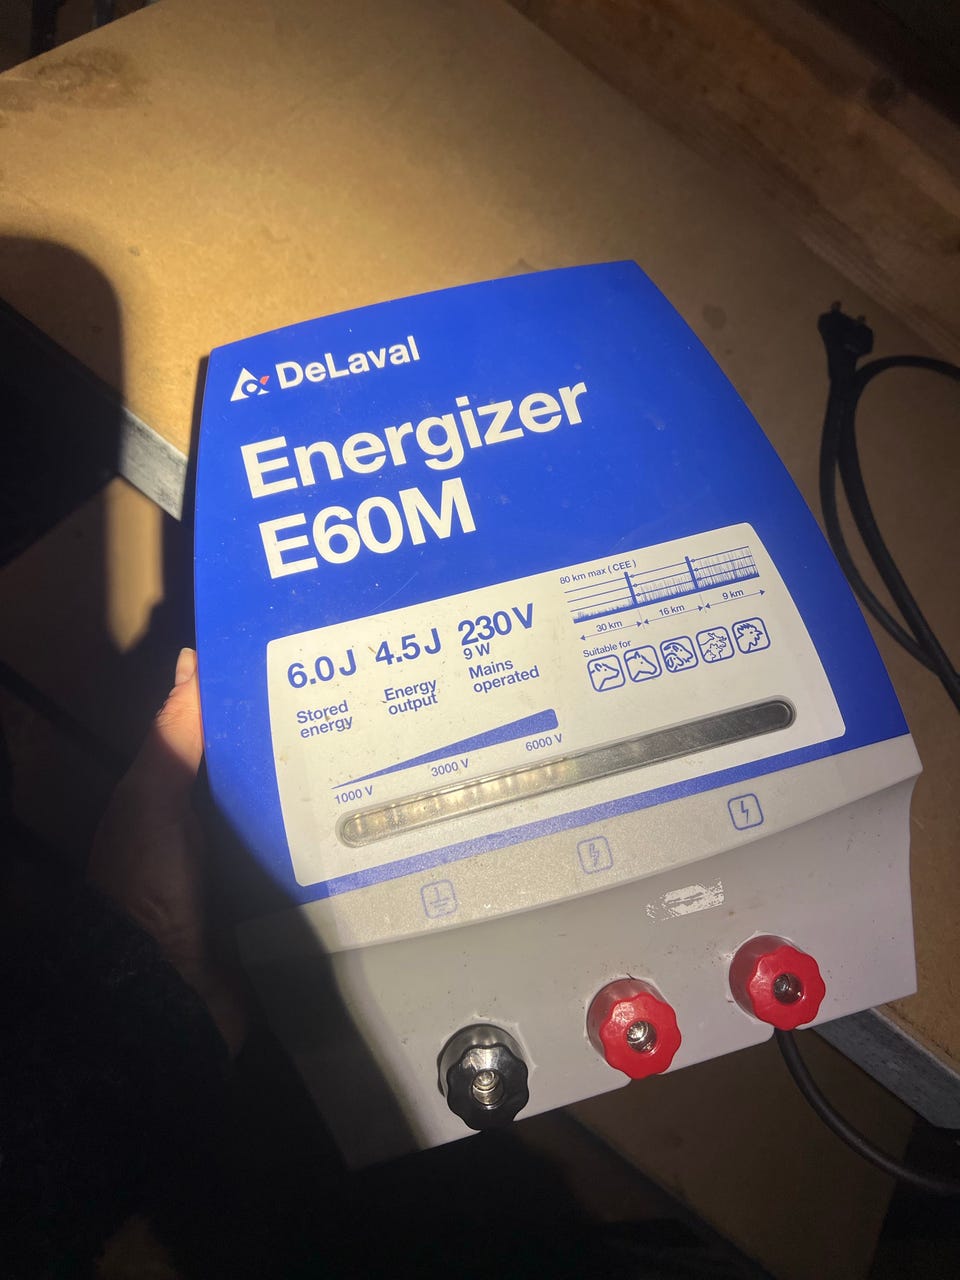 DeLaval
Energizer
E60M
6.0 J
Stored
energy
4.5 J
Energy
output
230 V
9 W
Mains
operated
80 km max ( CEE )
30 km
16 km
9 km
Suitable for
1000 V
3000 V
6000 V